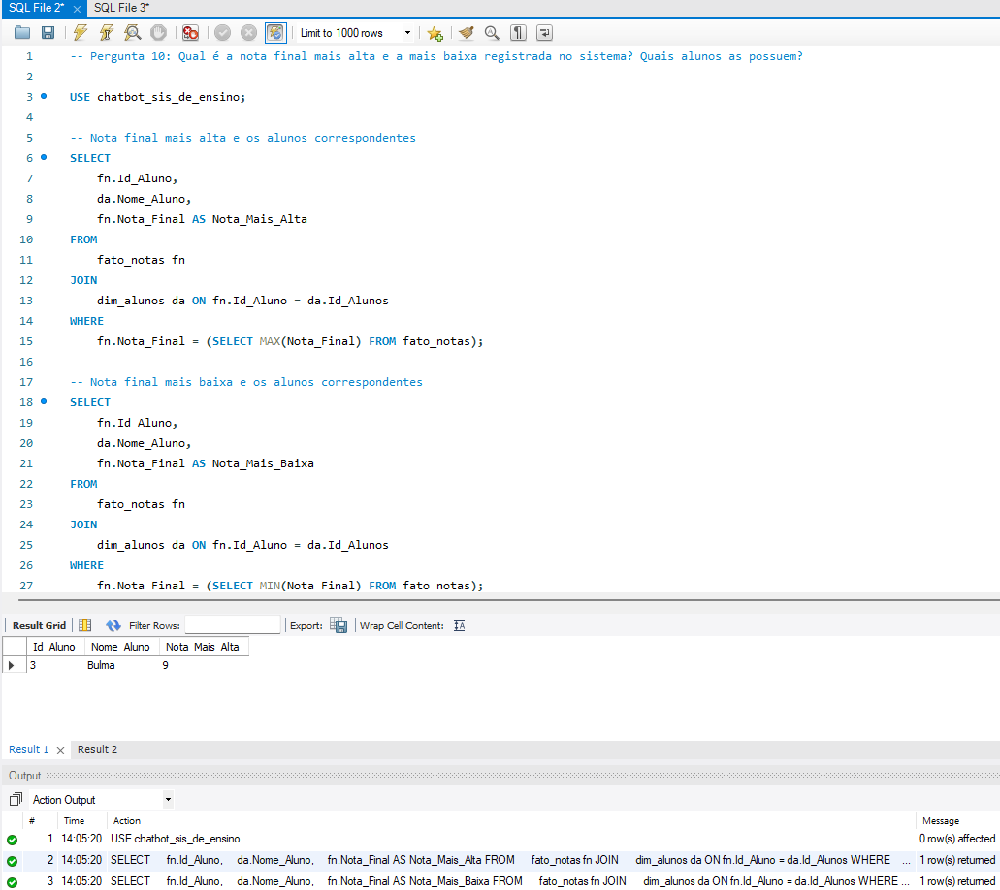 SQL File 2* SQL File 3*
Limit to 1000 rows
1 -- Pergunta 10: Qual é a nota final mais alta e a mais baixa registrada no sistema? Quais alunos as possuem?
2
3 USE chatbot_sis_de_ensino;
4
5 -- Nota final mais alta e os alunos correspondentes
6 SELECT
7 fn.Id_Aluno,
8 da.Nome_Aluno,
9 fn.Nota_Final AS Nota_Mais_Alta
10 FROM
11 fato_notas fn
12 JOIN
13 dim_alunos da ON fn.Id_Aluno = da.Id_Alunos
14 WHERE
15 fn.Nota_Final = (SELECT MAX(Nota_Final) FROM fato_notas);
16
17 -- Nota final mais baixa e os alunos correspondentes
18 SELECT
19 fn.Id_Aluno,
20 da.Nome_Aluno,
21 fn.Nota_Final AS Nota_Mais_Baixa
22 FROM
23 fato_notas fn
24 JOIN
25 dim_alunos da ON fn.Id_Aluno = da.Id_Alunos
26 WHERE
27 fn.Nota_Final = (SELECT MIN(Nota_Final) FROM fato_notas);
Result Grid Filter Rows: Export: Wrap Cell Content:
Id_Aluno Nome_Aluno Nota_Mais_Alta
3 Bulma 9
Result 1 Result 2
Output
Action Output
# Time Action Message
1 14:05:20 USE chatbot_sis_de_ensino 0 row(s) affected
2 14:05:20 SELECT fn.Id_Aluno, da.Nome_Aluno, fn.Nota_Final AS Nota_Mais_Alta FROM fato_notas fn JOIN dim_alunos da ON fn.Id_Aluno = da.Id_Alunos WHERE ... 1 row(s) returned
3 14:05:20 SELECT fn.Id_Aluno, da.Nome_Aluno, fn.Nota_Final AS Nota_Mais_Baixa FROM fato_notas fn JOIN dim_alunos da ON fn.Id_Aluno = da.Id_Alunos WHERE ... 1 row(s) returned